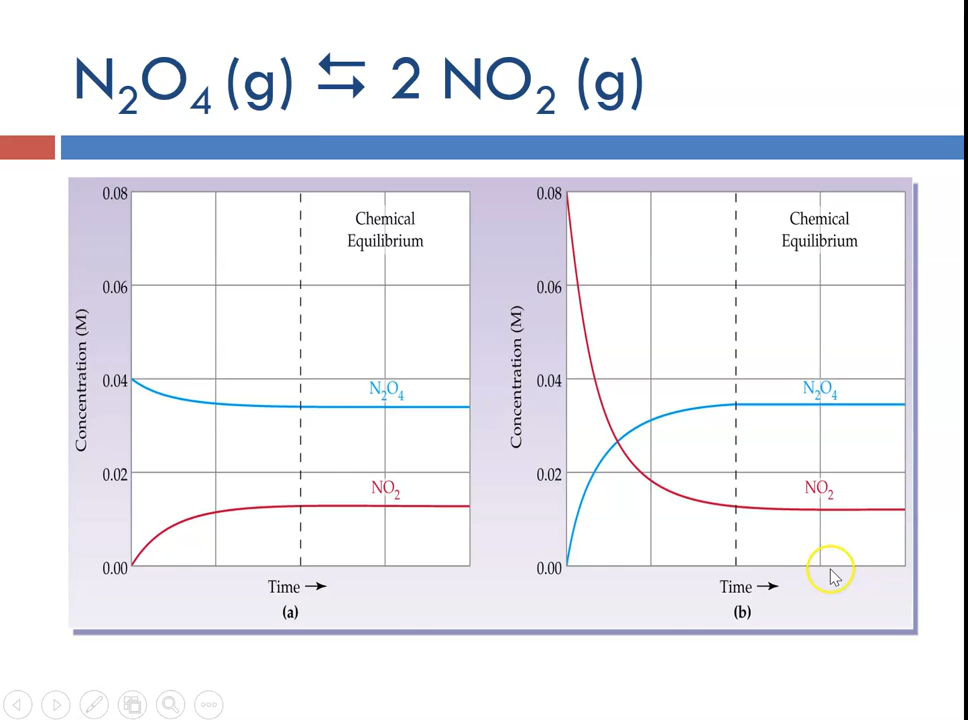 N₂O₄ (g) ⇆ 2 NO₂ (g)
0.08
0.06
0.04
0.02
0.00
Concentration (M)
Chemical
Equilibrium
N₂O₄
NO₂
Time →
(a)
0.08
0.06
0.04
0.02
0.00
Concentration (M)
Chemical
Equilibrium
N₂O₄
NO₂
Time →
(b)